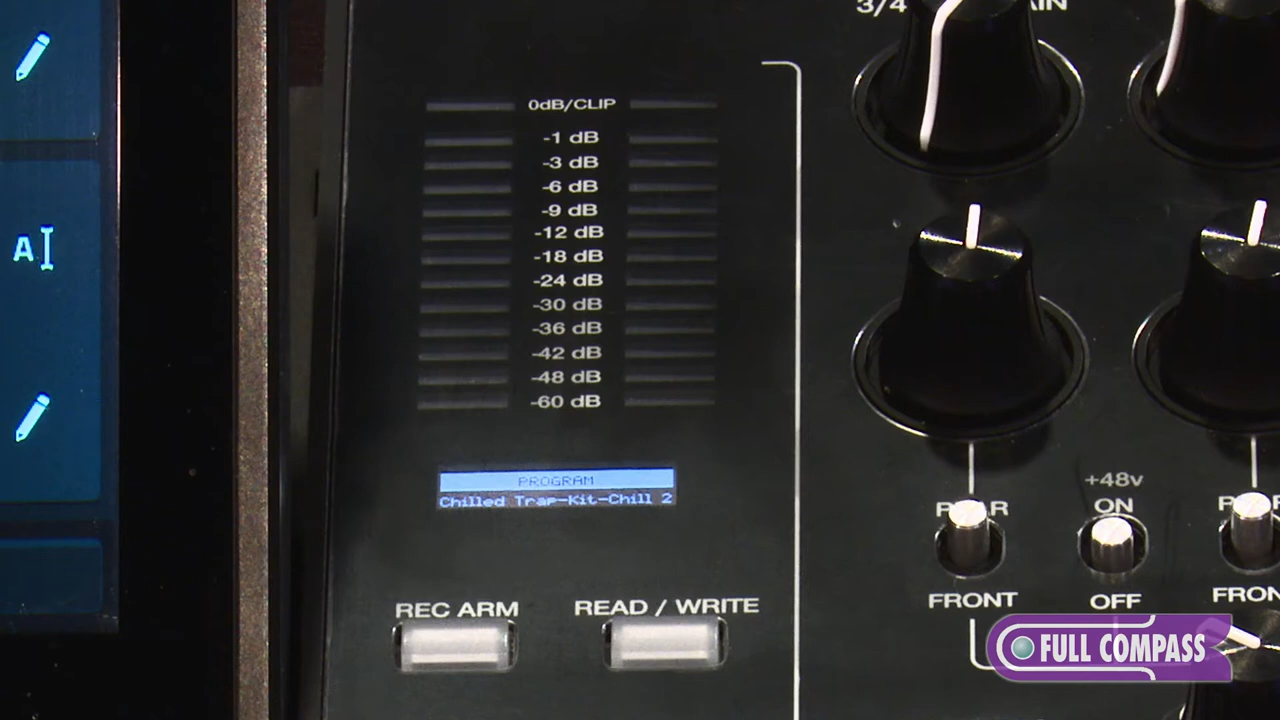 3/4
0dB/CLIP
-1 dB
-3 dB
-6 dB
-9 dB
-12 dB
-18 dB
-24 dB
-30 dB
-36 dB
-42 dB
-48 dB
-60 dB
A
PROGRAM
Chilled Trap-Kit-Chill 2
REC ARM
READ / WRITE
+48v
ON
OFF
FRONT
FULL COMPASS